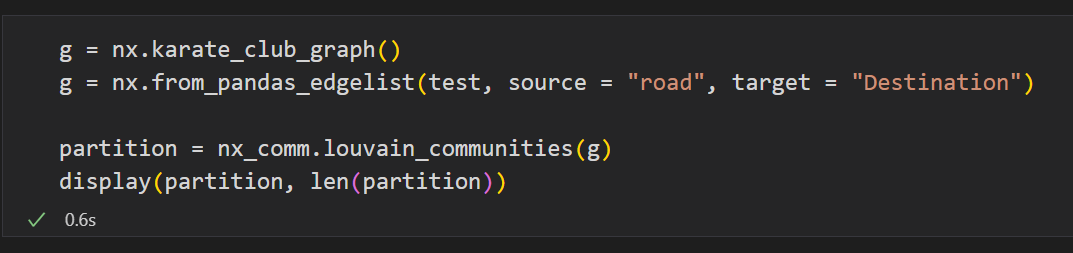 g = nx.karate_club_graph()
g = nx.from_pandas_edgelist(test, source = "road", target = "Destination")
partition = nx_comm.louvain_communities(g)
display(partition, len(partition))
0.6s